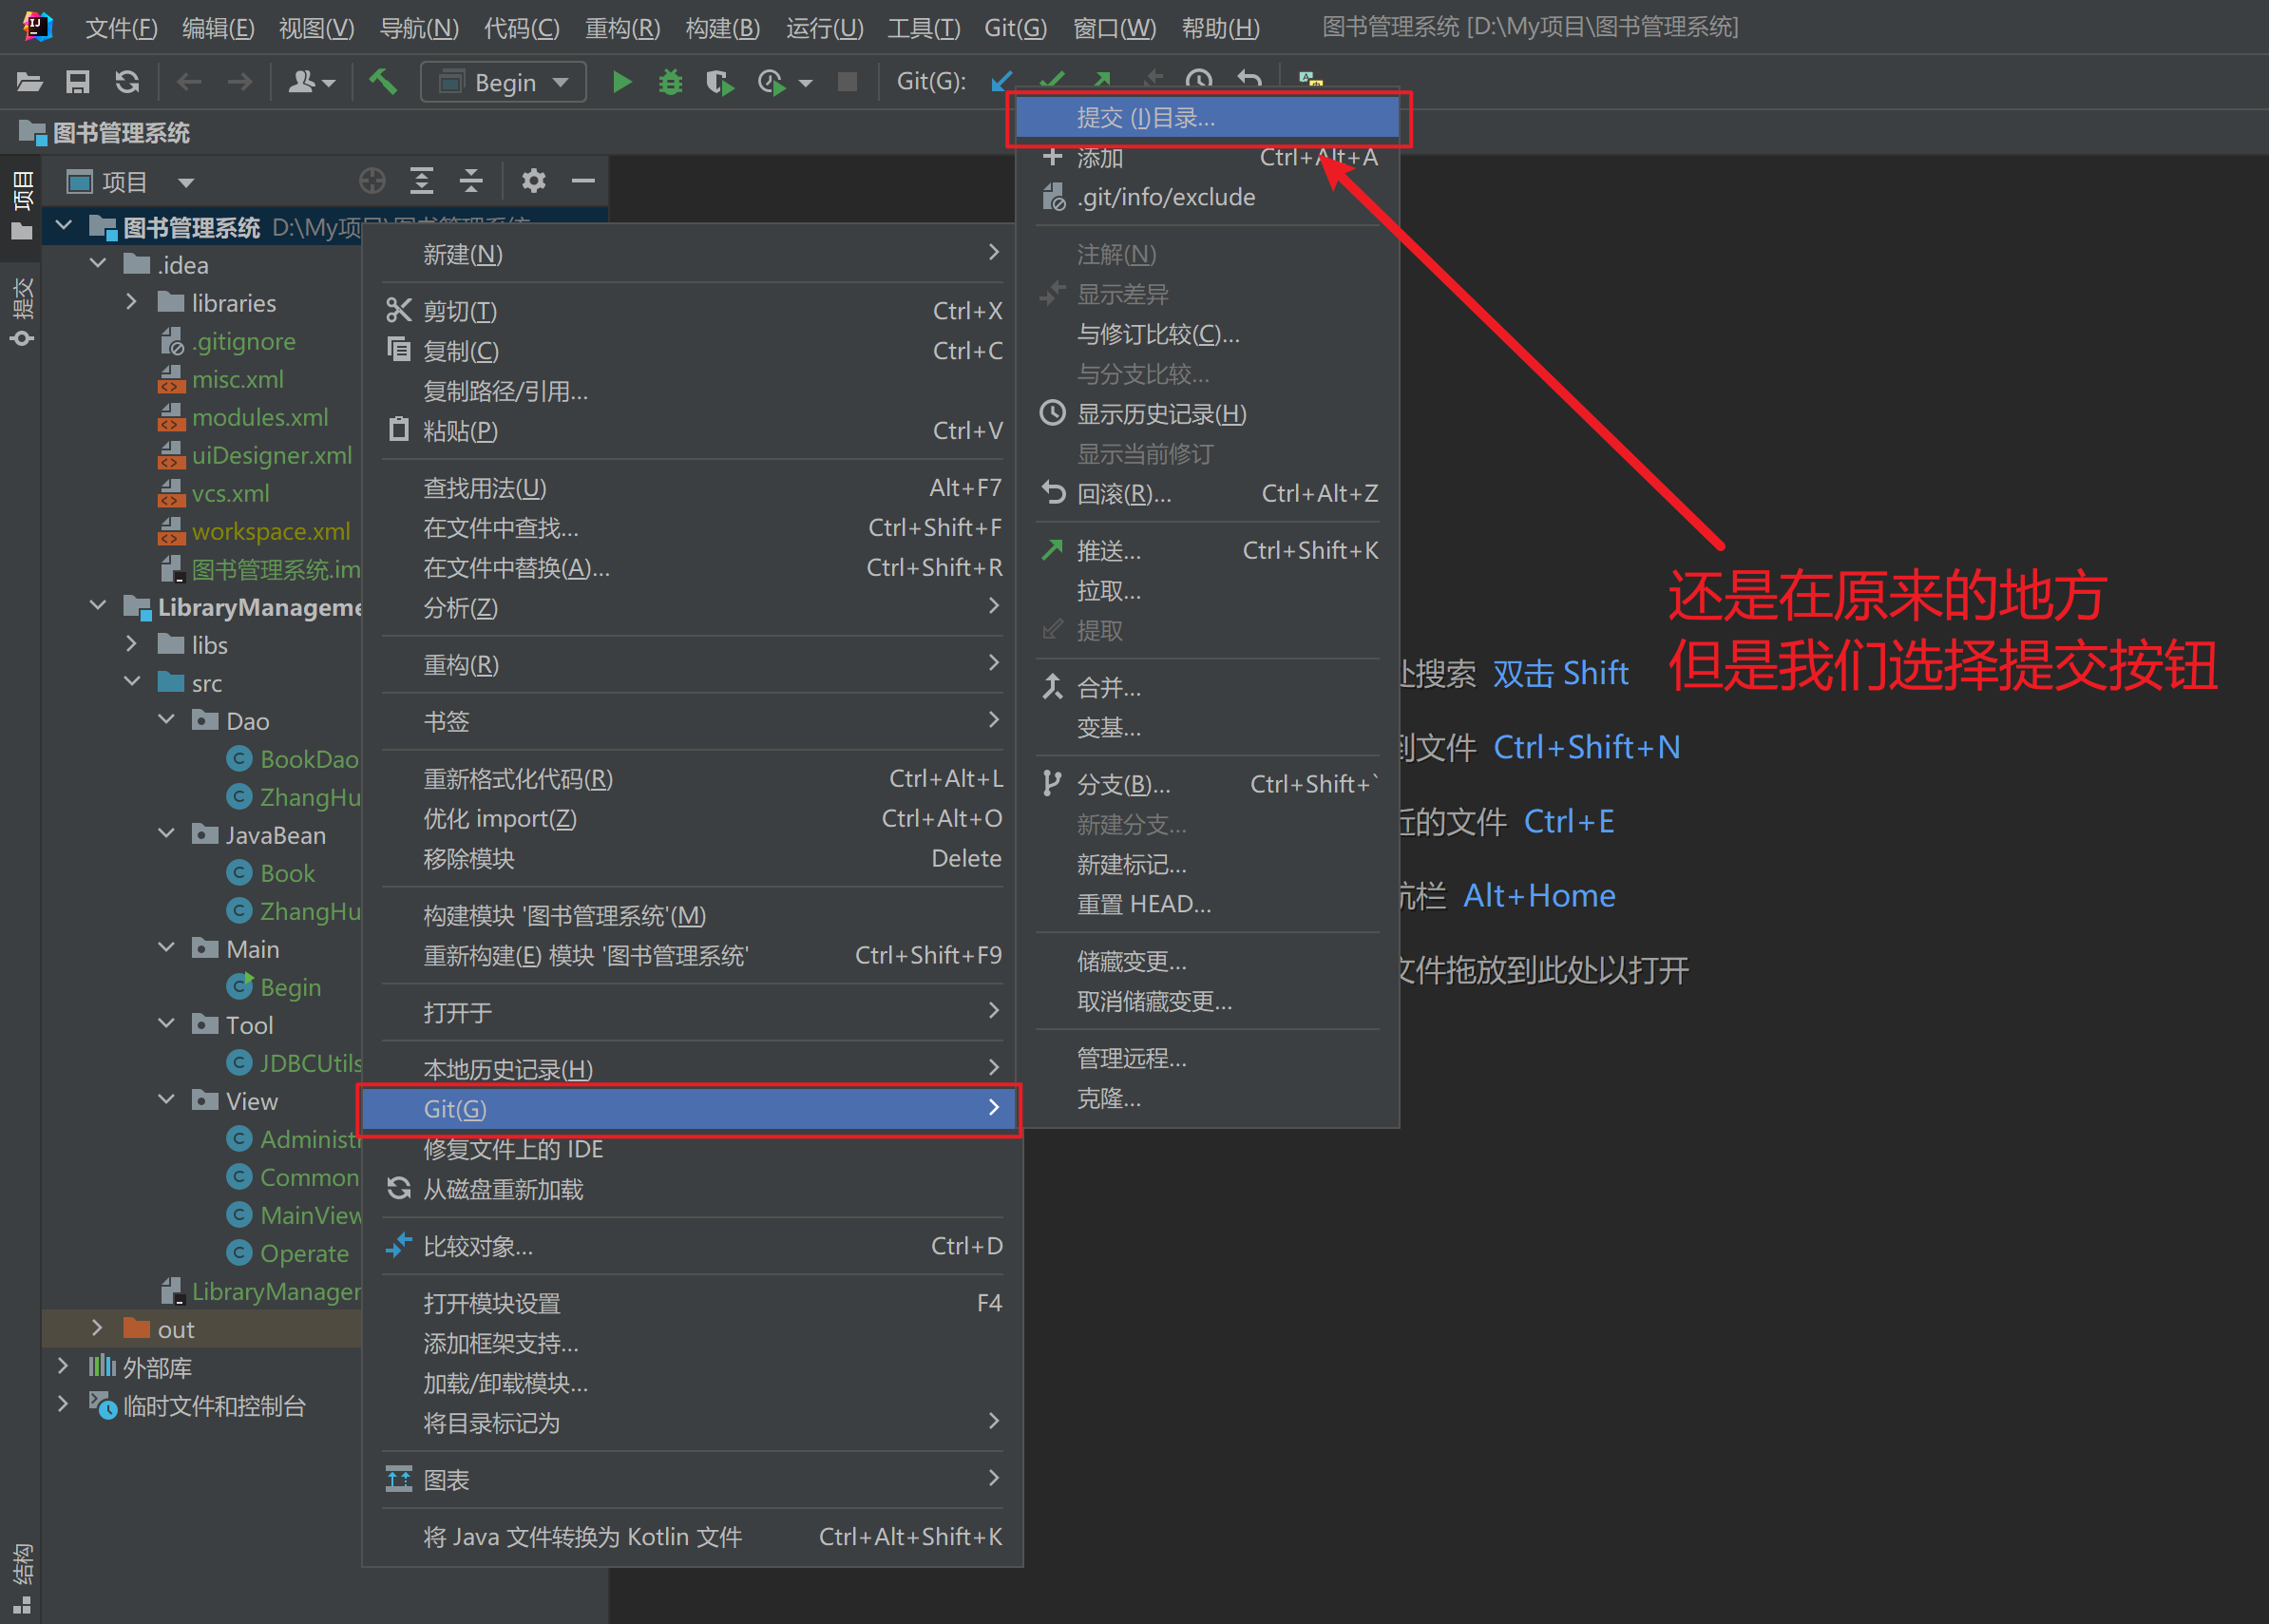 文件(F) 编辑(E) 视图(V) 导航(N) 代码(C) 重构(R) 构建(B) 运行(U) 工具(T) Git(G) 窗口(W) 帮助(H) 图书管理系统 [D:\My项目\图书管理系统]
Begin Git(G):
图书管理系统
项目
提交
结构
项目
图书管理系统 D:\My项目\图书管理系统
.idea
libraries
.gitignore
misc.xml
modules.xml
uiDesigner.xml
vcs.xml
workspace.xml
图书管理系统.im
LibraryManageme
libs
src
Dao
BookDao
ZhangHu
JavaBean
Book
ZhangHu
Main
Begin
Tool
JDBCUtils
View
Administr
Common
MainView
Operate
LibraryManager
out
外部库
临时文件和控制台
新建(N)
剪切(T) Ctrl+X
复制(C) Ctrl+C
复制路径/引用...
粘贴(P) Ctrl+V
查找用法(U) Alt+F7
在文件中查找... Ctrl+Shift+F
在文件中替换(A)... Ctrl+Shift+R
分析(Z)
重构(R)
书签
重新格式化代码(R) Ctrl+Alt+L
优化 import(Z) Ctrl+Alt+O
移除模块 Delete
构建模块 '图书管理系统'(M)
重新构建(E) 模块 '图书管理系统' Ctrl+Shift+F9
打开于
本地历史记录(H)
Git(G)
修复文件上的 IDE
从磁盘重新加载
比较对象... Ctrl+D
打开模块设置 F4
添加框架支持...
加载/卸载模块...
将目录标记为
图表
将 Java 文件转换为 Kotlin 文件 Ctrl+Alt+Shift+K
提交 (I)目录...
添加 Ctrl+Alt+A
.git/info/exclude
注解(N)
显示差异
与修订比较(C)...
与分支比较...
显示历史记录(H)
显示当前修订
回滚(R)... Ctrl+Alt+Z
推送... Ctrl+Shift+K
拉取...
提取
合并...
变基...
分支(B)... Ctrl+Shift+`
新建分支...
新建标记...
重置 HEAD...
储藏变更...
取消储藏变更...
管理远程...
克隆...
还是在原来的地方
但是我们选择提交按钮
处搜索 双击 Shift
到文件 Ctrl+Shift+N
近的文件 Ctrl+E
航栏 Alt+Home
文件拖放到此处以打开